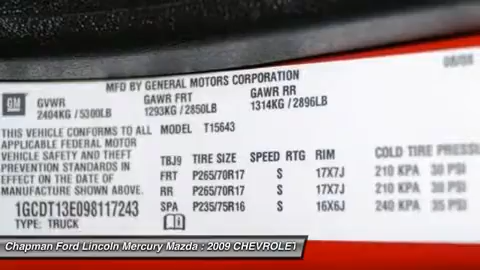 MFD BY GENERAL MOTORS CORPORATION 08/08
GM GVWR GAWR FRT GAWR RR
2404KG / 5300LB 1293KG / 2850LB 1314KG / 2896LB
THIS VEHICLE CONFORMS TO ALL MODEL T15643
APPLICABLE FEDERAL MOTOR
VEHICLE SAFETY AND THEFT
PREVENTION STANDARDS IN
EFFECT ON THE DATE OF
MANUFACTURE SHOWN ABOVE.
1GCDT13E098117243
TYPE: TRUCK
TBJ9 TIRE SIZE SPEED RTG RIM COLD TIRE PRESSU
FRT P265/70R17 S 17X7J 210 KPA 30 PSI
RR P265/70R17 S 17X7J 210 KPA 30 PSI
SPA P235/75R16 S 16X6J 240 KPA 35 PSI
Chapman Ford Lincoln Mercury Mazda : 2009 CHEVROLET